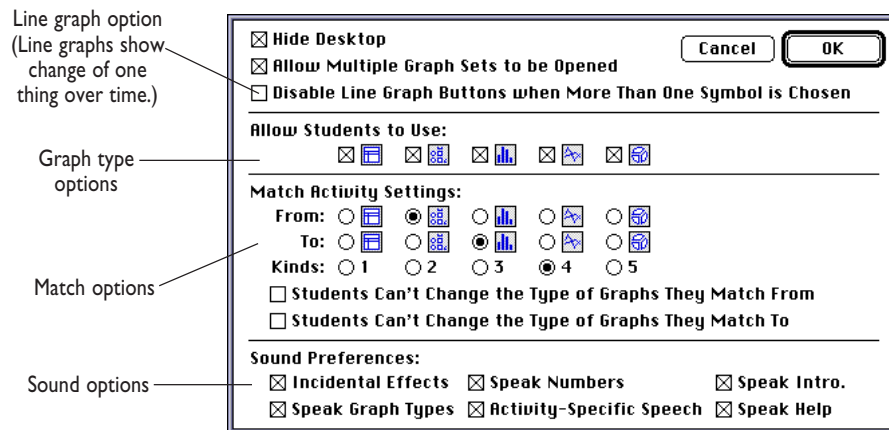 Line graph option
(Line graphs show
change of one
thing over time.)
Graph type
options
Match options
Sound options
Hide Desktop
Cancel OK
Allow Multiple Graph Sets to be Opened
Disable Line Graph Buttons when More Than One Symbol is Chosen
Allow Students to Use:
Match Activity Settings:
From:
To:
Kinds: 1 2 3 4 5
Students Can't Change the Type of Graphs They Match From
Students Can't Change the Type of Graphs They Match To
Sound Preferences:
Incidental Effects Speak Numbers Speak Intro.
Speak Graph Types Activity-Specific Speech Speak Help